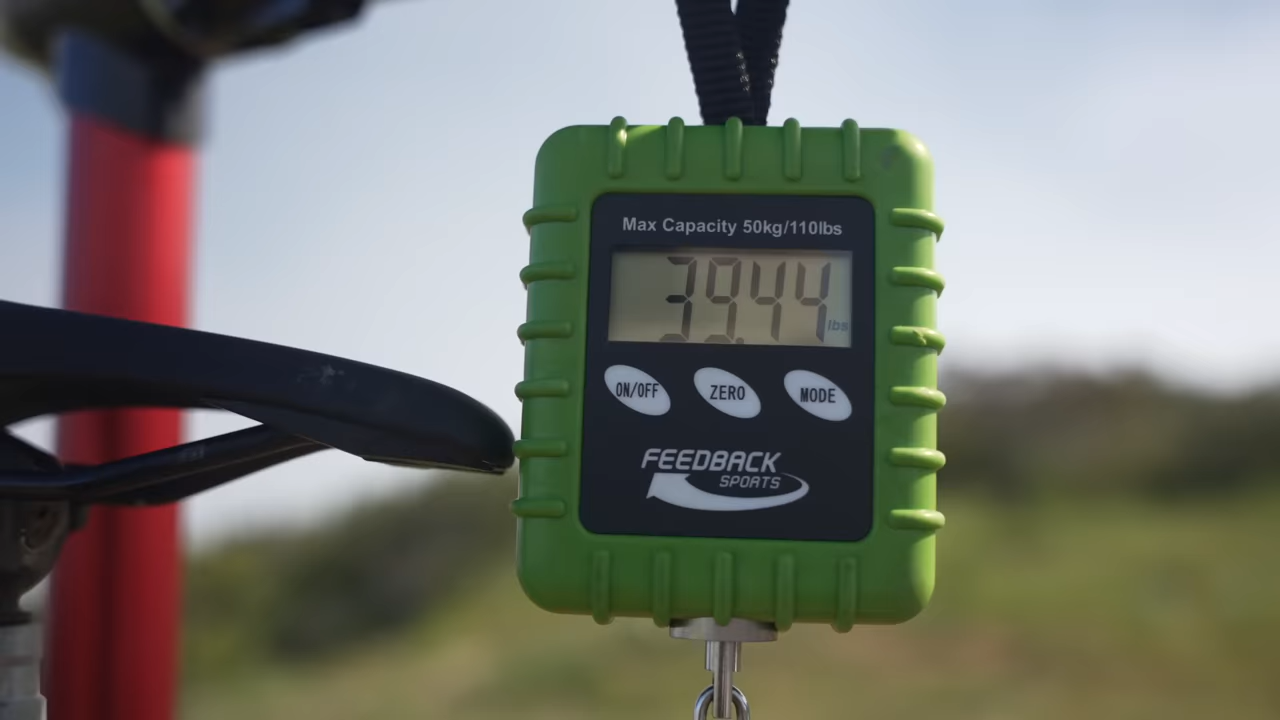 Max Capacity 50kg/110lbs
39.44 lbs
ON/OFF ZERO MODE
FEEDBACK
SPORTS